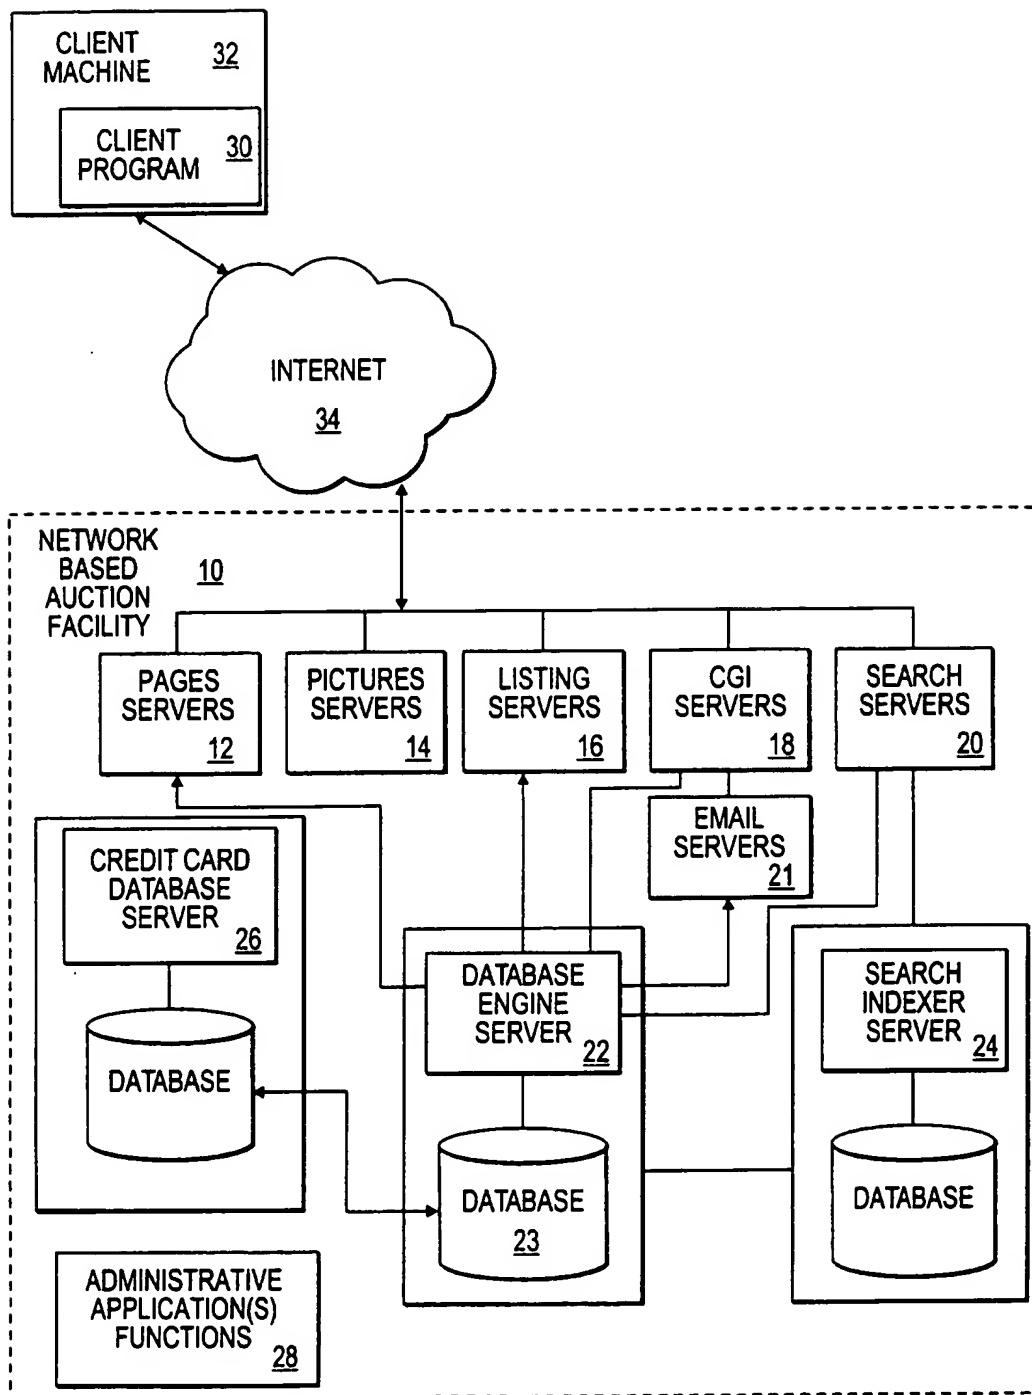 CLIENT
MACHINE
32
CLIENT
PROGRAM
30
INTERNET
34
NETWORK
BASED
AUCTION
FACILITY
10
PAGES
SERVERS
12
PICTURES
SERVERS
14
LISTING
SERVERS
16
CGI
SERVERS
18
SEARCH
SERVERS
20
EMAIL
SERVERS
21
CREDIT CARD
DATABASE
SERVER
26
DATABASE
DATABASE
ENGINE
SERVER
22
DATABASE
23
SEARCH
INDEXER
SERVER
24
DATABASE
ADMINISTRATIVE
APPLICATION(S)
FUNCTIONS
28